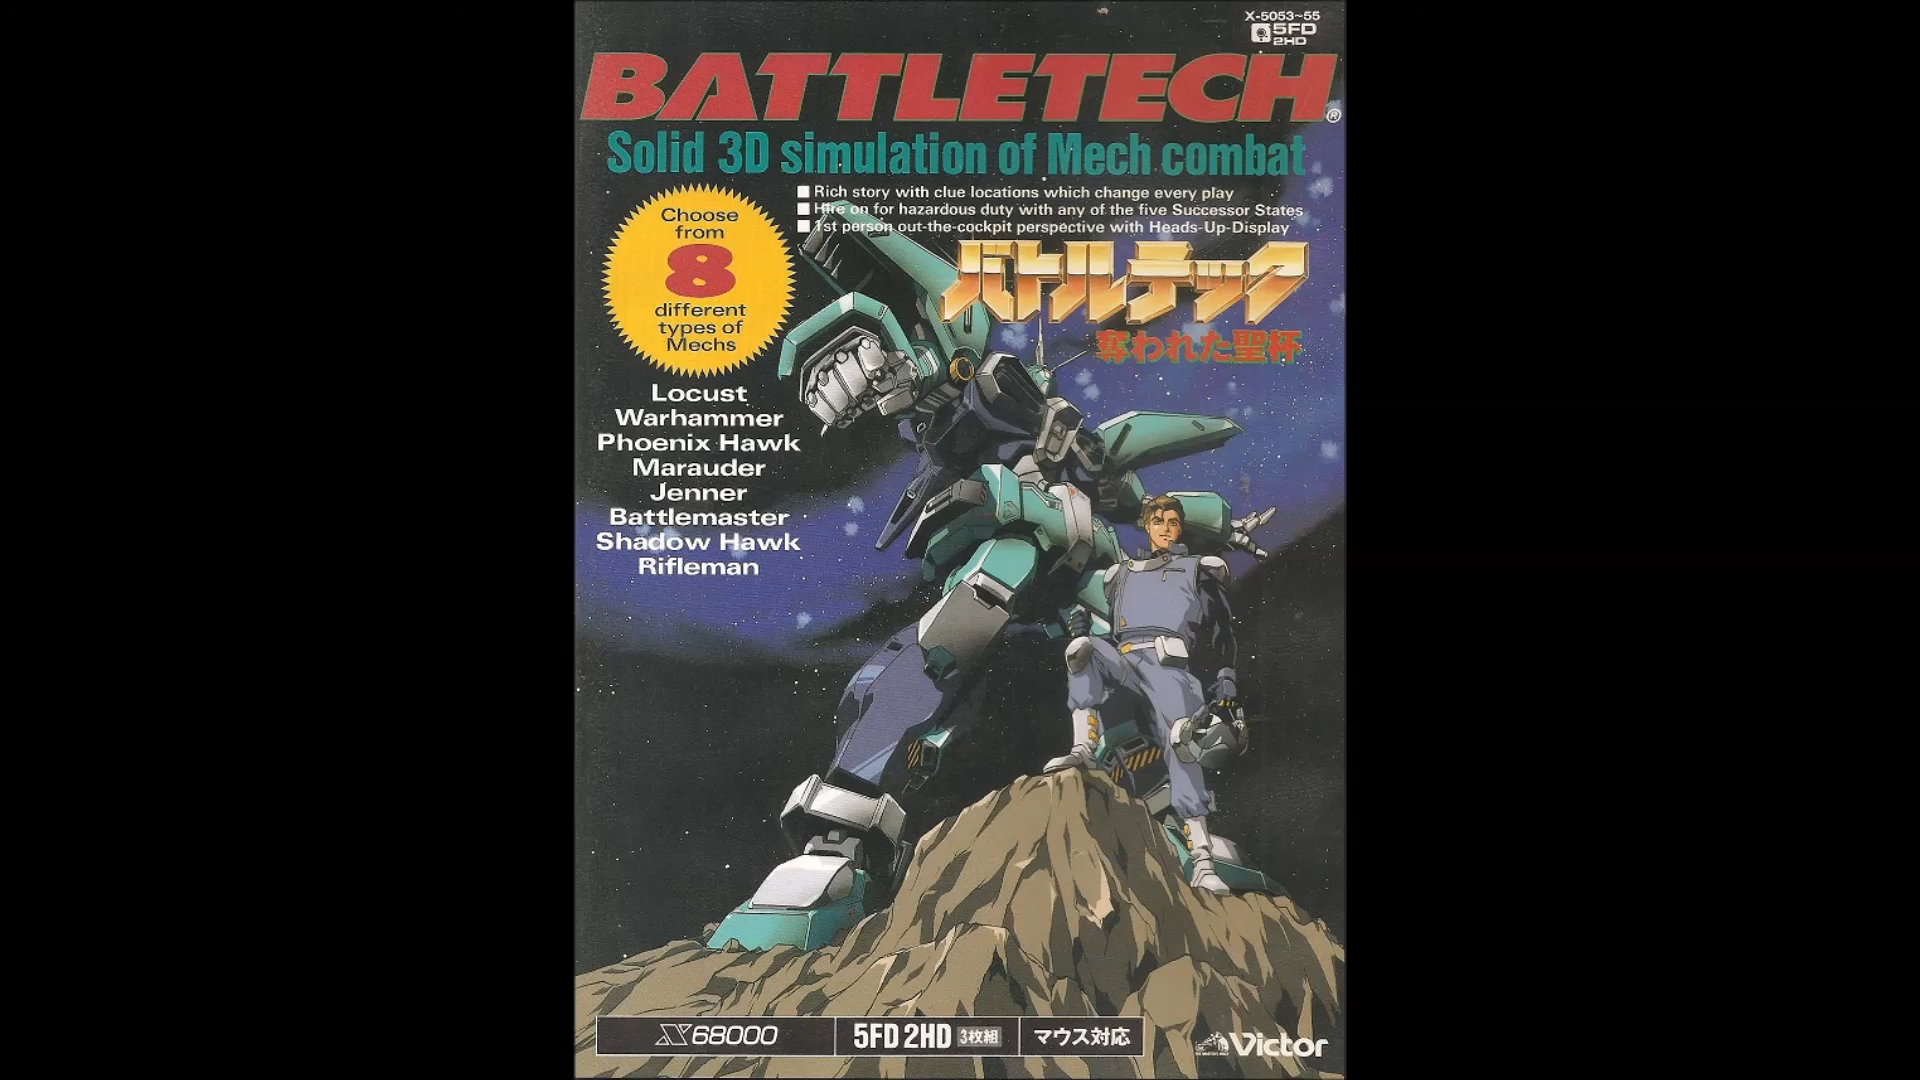 X-5053~55
5FD
2HD
BATTLETECH®
Solid 3D simulation of Mech combat
■ Rich story with clue locations which change every play
■ Hire on for hazardous duty with any of the five Successor States
■ 1st person out-the-cockpit perspective with Heads-Up-Display
Choose
from
8
different
types of
Mechs
バトルテック
奪われた聖杯
Locust
Warhammer
Phoenix Hawk
Marauder
Jenner
Battlemaster
Shadow Hawk
Rifleman
X68000
5FD 2HD 3枚組
マウス対応
Victor